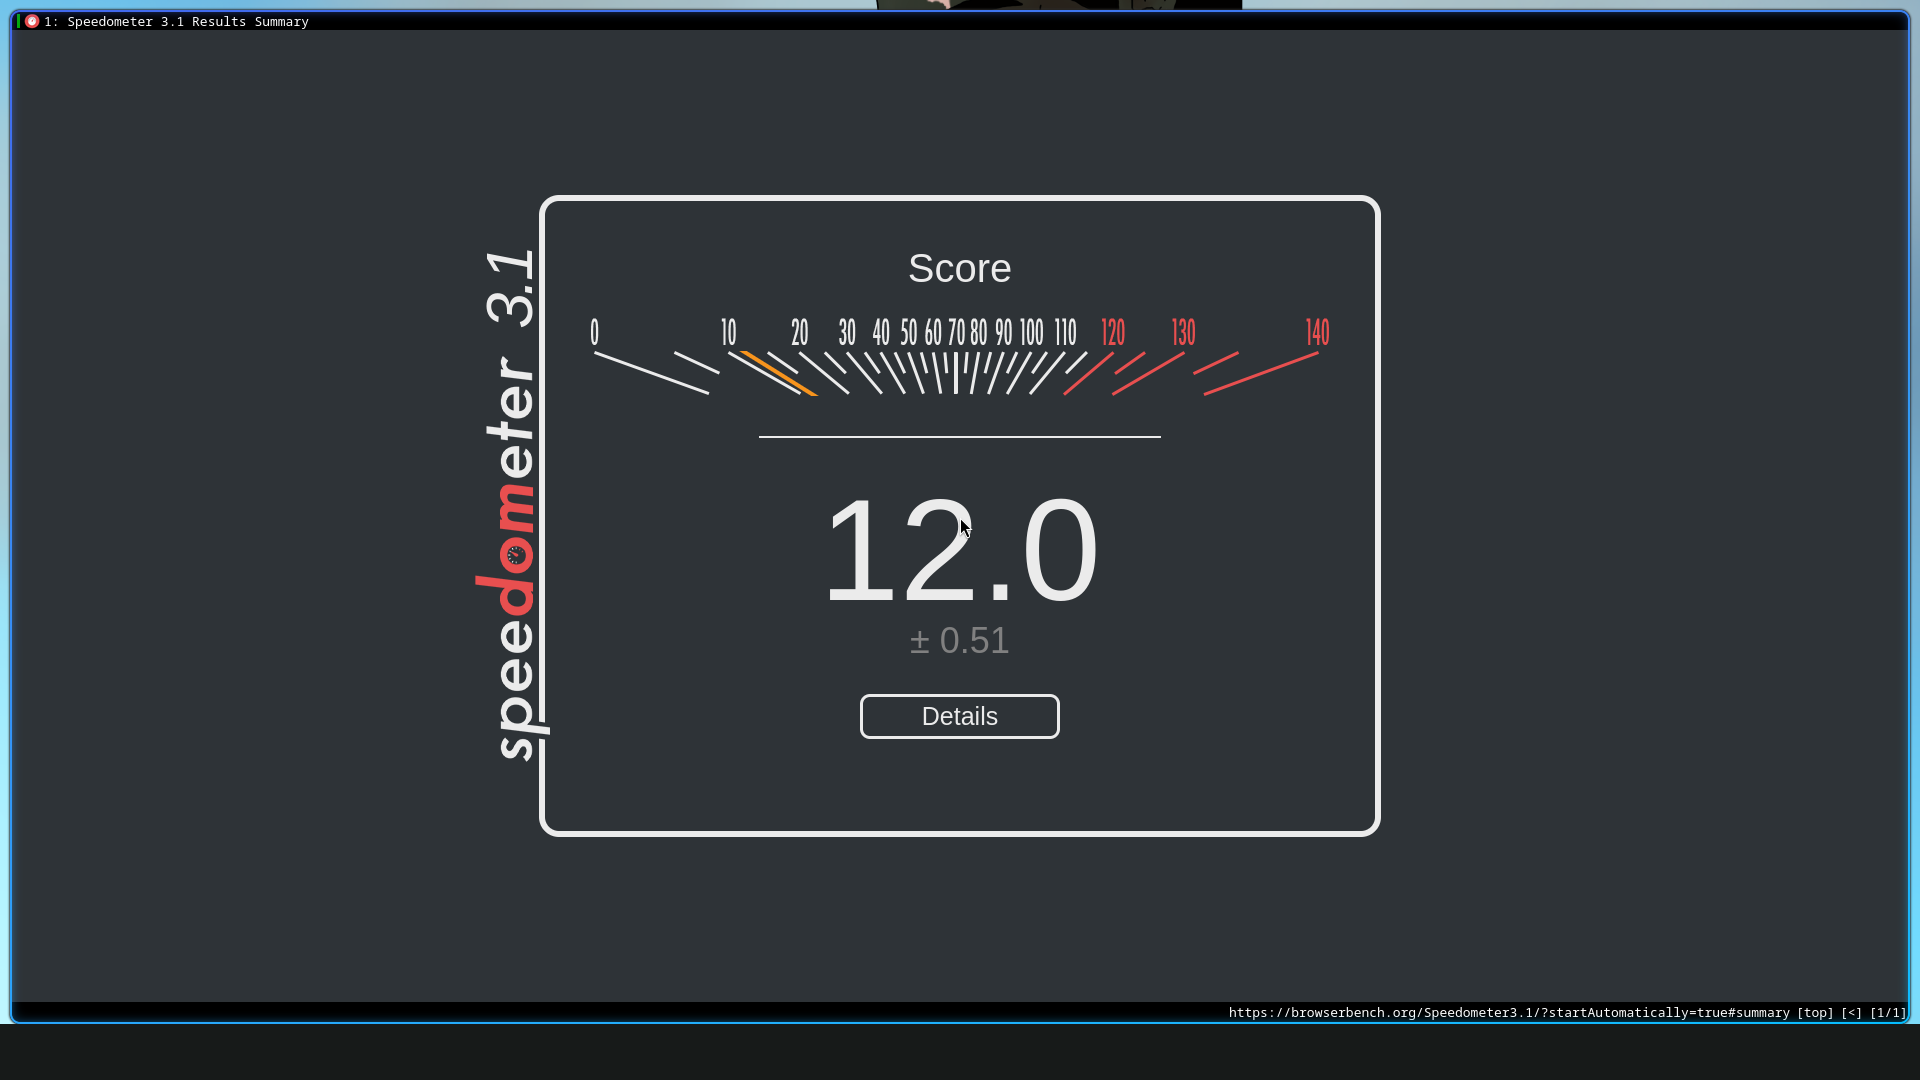 1: Speedometer 3.1 Results Summary
speedometer 3.1
Score
0 10 20 30 40 50 60 70 80 90 100 110 120 130 140
12.0
± 0.51
Details
https://browserbench.org/Speedometer3.1/?startAutomatically=true#summary [top] [<] [1/1]